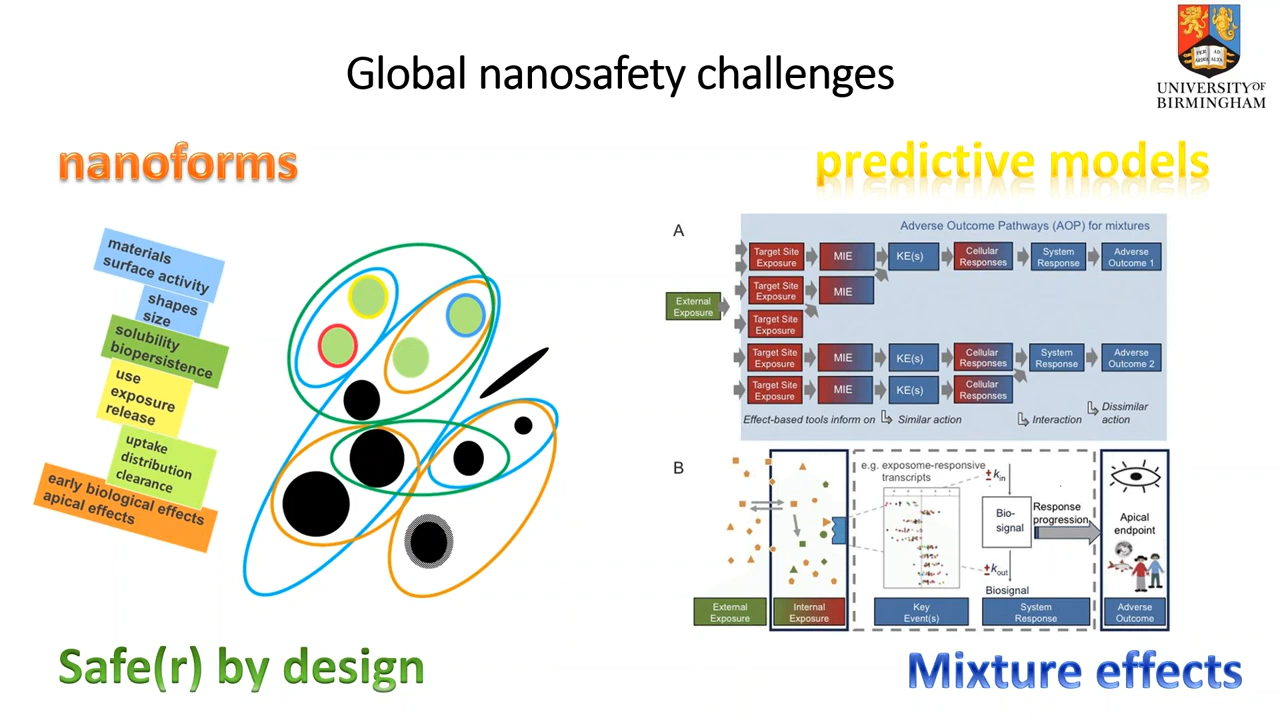 Global nanosafety challenges
UNIVERSITY OF
BIRMINGHAM
nanoforms
predictive models
materials
surface activity
shapes
size
solubility
biopersistence
use
exposure
release
uptake
distribution
clearance
early biological effects
apical effects
A
Adverse Outcome Pathways (AOP) for mixtures
External
Exposure
Target Site
Exposure
MIE
KE(s)
Cellular
Responses
System
Response
Adverse
Outcome 1
Target Site
Exposure
MIE
Target Site
Exposure
Target Site
Exposure
MIE
KE(s)
Cellular
Responses
System
Response
Adverse
Outcome 2
Target Site
Exposure
MIE
KE(s)
Cellular
Responses
Effect-based tools inform on
Similar action
Interaction
Dissimilar
action
B
e.g. exposome-responsive
transcripts
± kin
Bio-
signal
Response
progression
Apical
endpoint
± kout
Biosignal
External
Exposure
Internal
Exposure
Key
Event(s)
System
Response
Adverse
Outcome
Safe(r) by design
Mixture effects